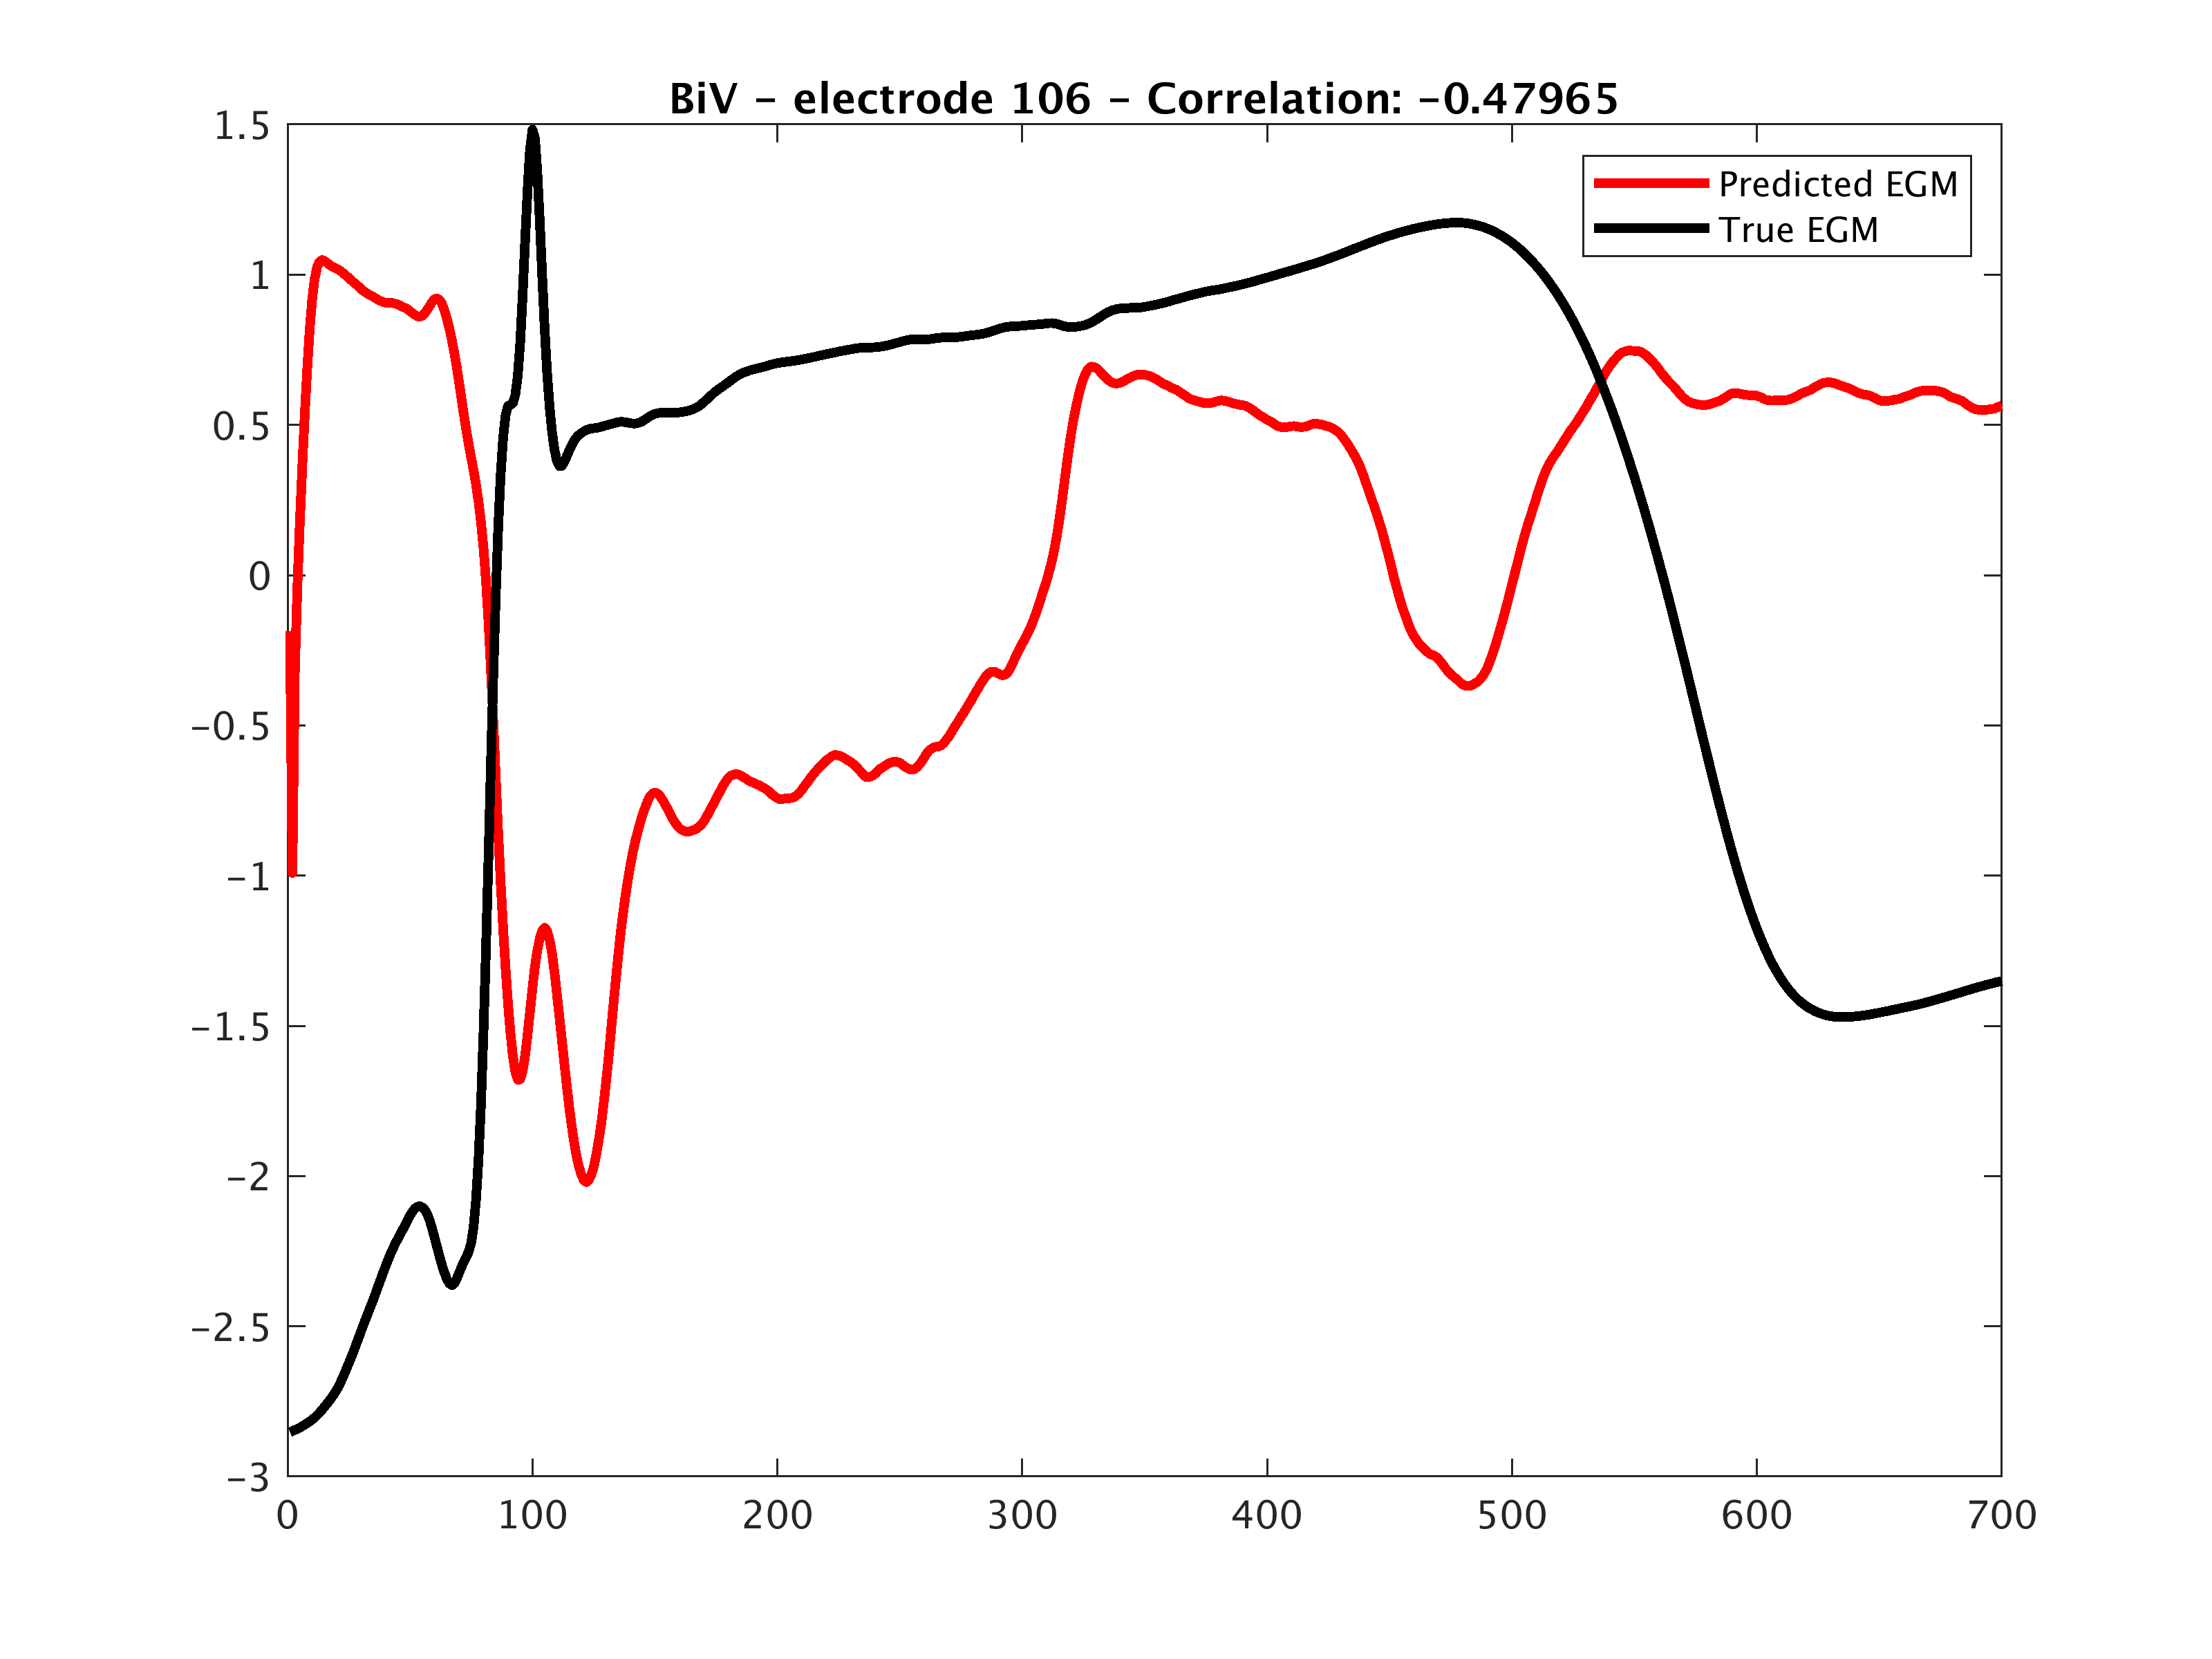 BiV – electrode 106 – Correlation: −0.47965
1.5
1
0.5
0
−0.5
−1
−1.5
−2
−2.5
−3
0 100 200 300 400 500 600 700
Predicted EGM
True EGM